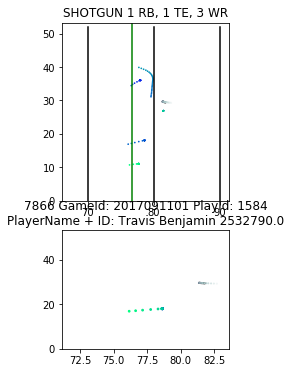 SHOTGUN 1 RB, 1 TE, 3 WR
50
40
30
20
10
0
70 80 90
7866 GameId: 2017091101 PlayId: 1584
PlayerName + ID: Travis Benjamin 2532790.0
40
20
0
72.5 75.0 77.5 80.0 82.5